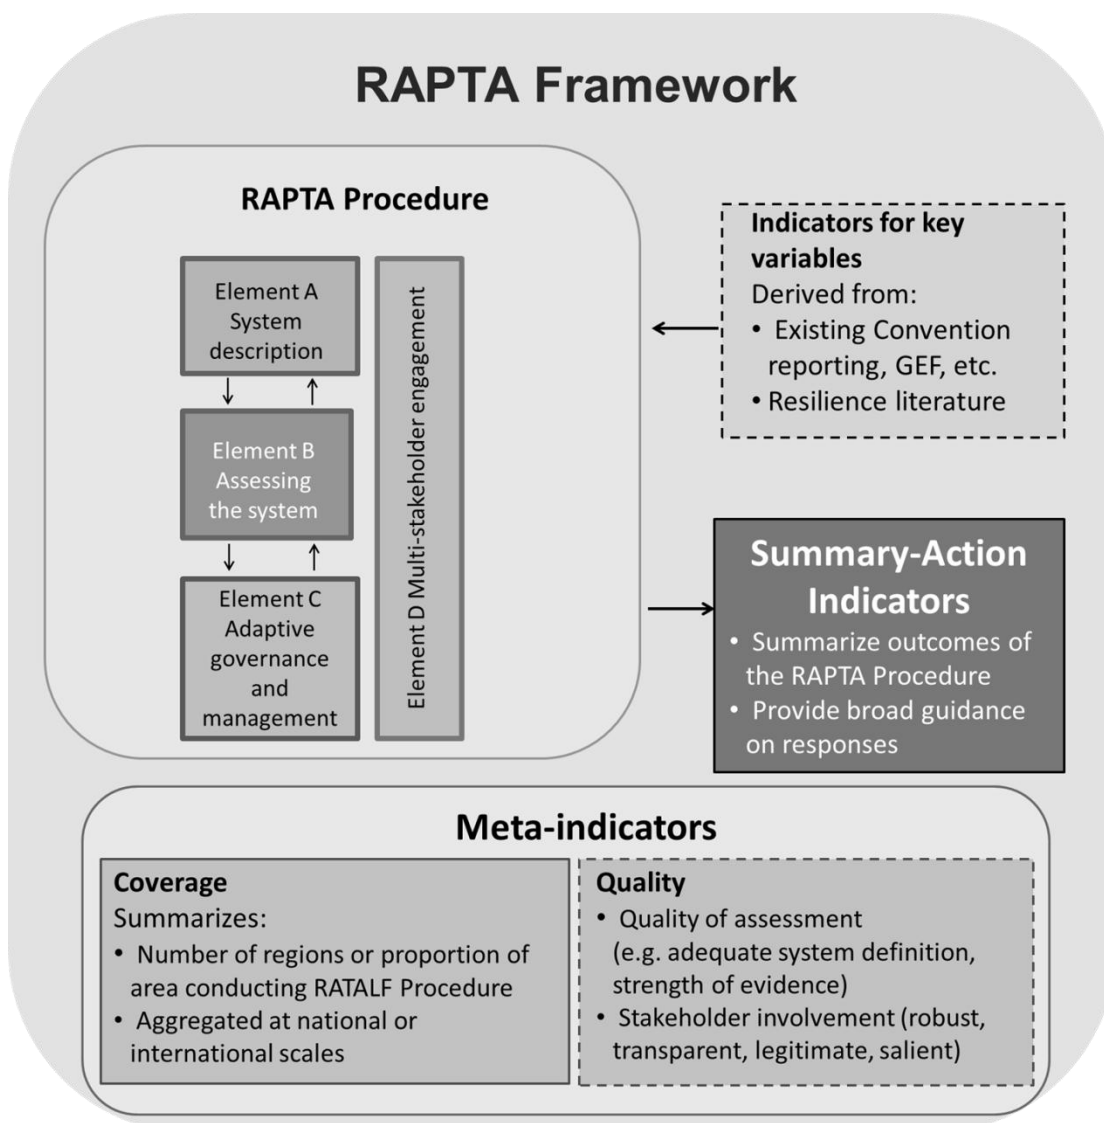 RAPTA Framework
RAPTA Procedure
Element A
System
description
Element B
Assessing
the system
Element C
Adaptive
governance
and
management
Element D Multi-stakeholder engagement
Indicators for key
variables
Derived from:
• Existing Convention
reporting, GEF, etc.
• Resilience literature
Summary-Action
Indicators
• Summarize outcomes of
the RAPTA Procedure
• Provide broad guidance
on responses
Meta-indicators
Coverage
Summarizes:
• Number of regions or proportion of
area conducting RATALF Procedure
• Aggregated at national or
international scales
Quality
• Quality of assessment
(e.g. adequate system definition,
strength of evidence)
• Stakeholder involvement (robust,
transparent, legitimate, salient)